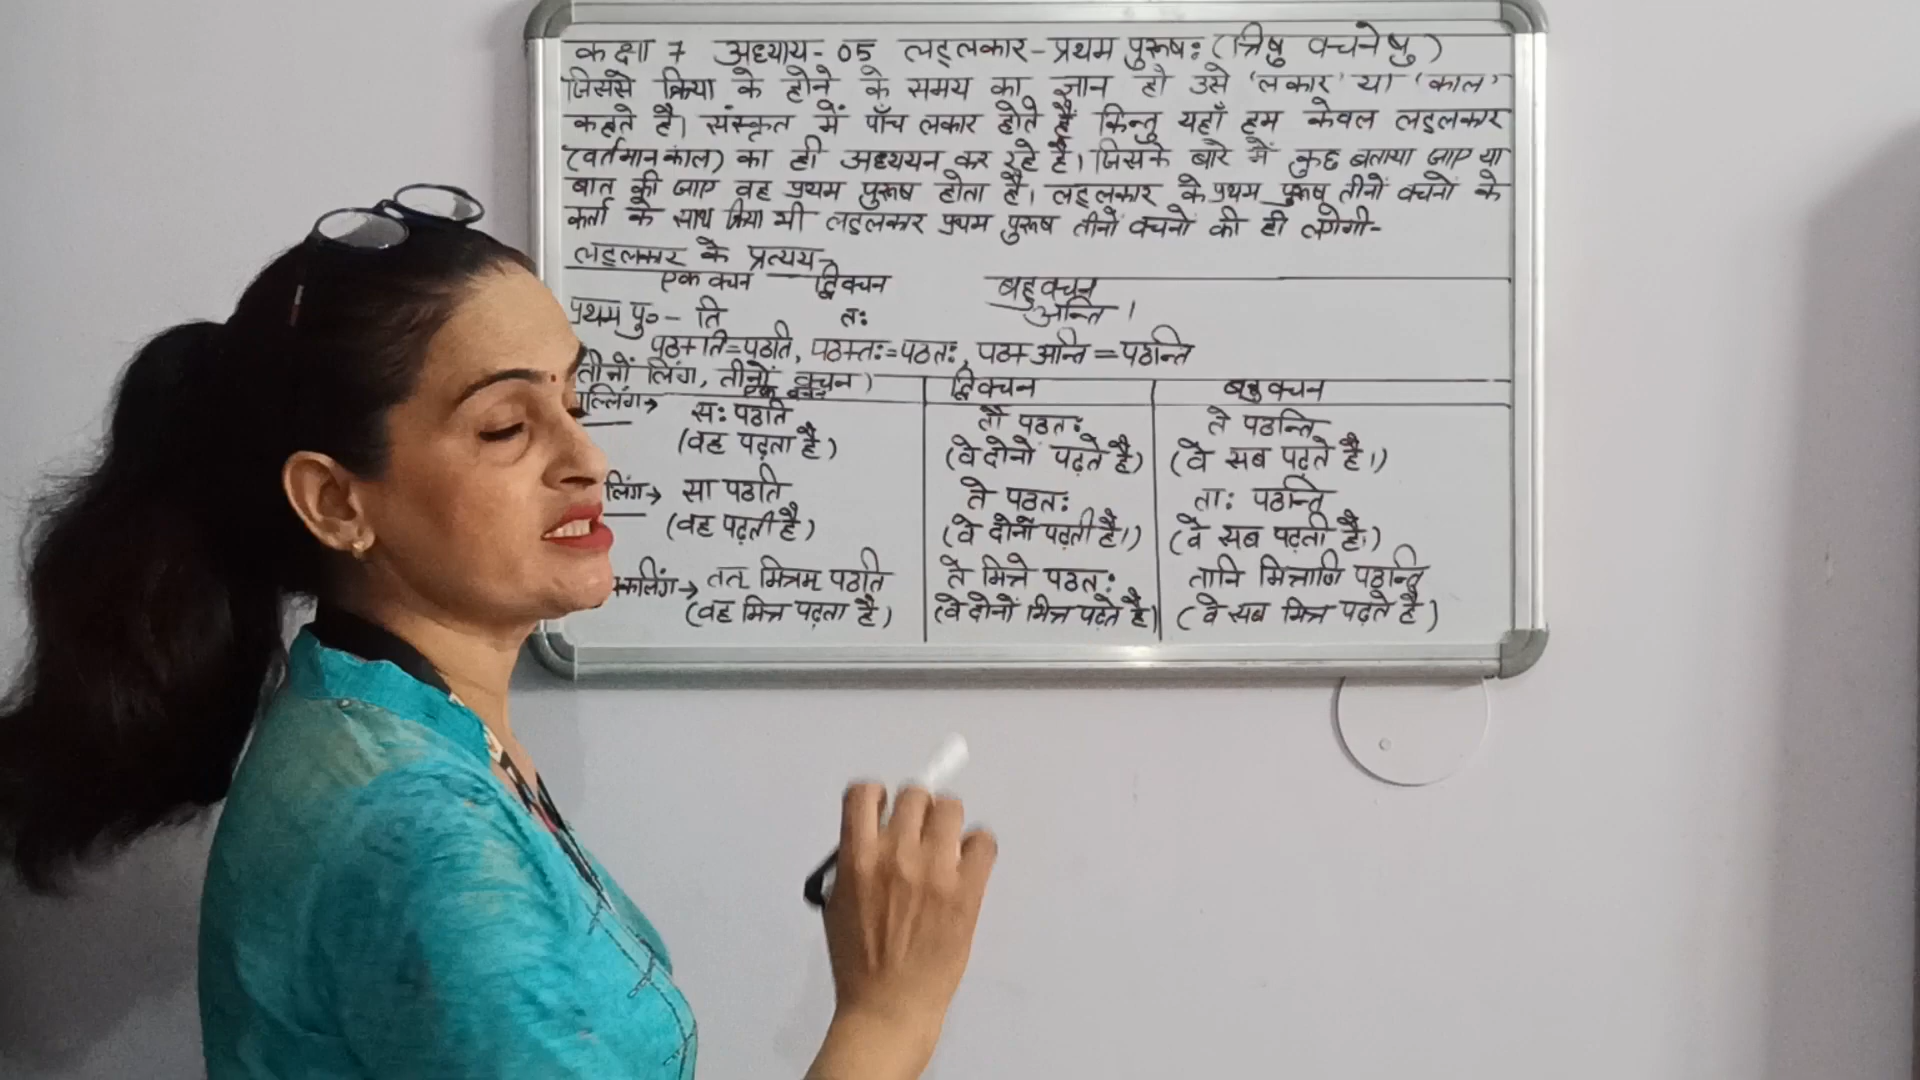 कक्षा 7 अध्याय - 05 लट्लकार - प्रथम पुरूषः (त्रिषु वचनेषु)
जिससे क्रिया के होने के समय का ज्ञान हो उसे 'लकार' या 'काल'
कहते है। संस्कृत में पाँच लकार होते हैं किन्तु यहाँ हम केवल लट्लकार
(वर्तमानकाल) का ही अध्ययन कर रहे है। जिसके बारे में कुछ बताया जाए या
बात की जाए वह प्रथम पुरूष होता है। लट्लकार के प्रथम पुरूष तीनों वचनों के
कर्ता के साथ क्रिया भी लट्लकार प्रथम पुरूष तीनों वचनों की ही लगेगी-
लट्लकार के प्रत्यय→
एकवचन द्विवचन बहुवचन
प्रथम पु० - ति तः अन्ति।
पठ+ति=पठति, पठ+तः=पठतः, पठ+अन्ति=पठन्ति
(तीनों लिंग, तीनों वचन)
एक वचन द्विवचन बहुवचन
ल्लिंग→ सः पठति तौ पठतः ते पठन्ति
(वह पढ़ता है) (वे दोनों पढ़ते है) (वे सब पढ़ते है।)
लिंग→ सा पठति ते पठतः ताः पठन्ति
(वह पढ़ती है) (वे दोनों पढ़ती है।) (वे सब पढ़ती है।)
सकलिंग→ तत् मित्रम् पठति ते मित्रे पठतः तानि मित्राणि पठन्ति
(वह मित्र पढ़ता है) (वे दोनों मित्र पढ़ते है) (वे सब मित्र पढ़ते है)